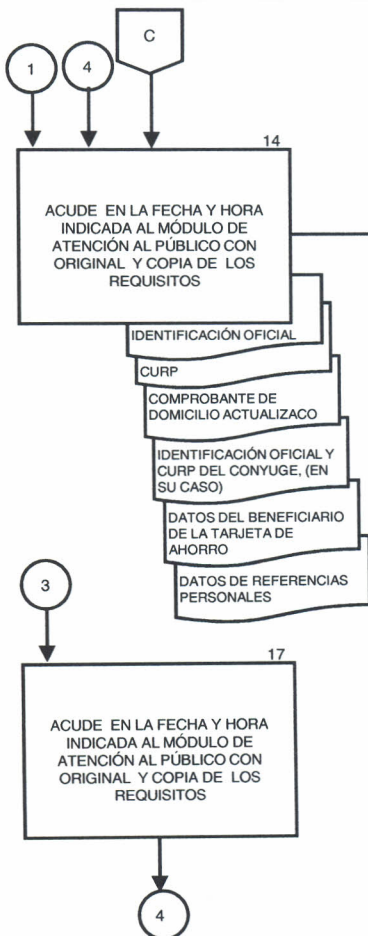 C
1
4
14
ACUDE EN LA FECHA Y HORA
INDICADA AL MÓDULO DE
ATENCIÓN AL PÚBLICO CON
ORIGINAL Y COPIA DE LOS
REQUISITOS
IDENTIFICACIÓN OFICIAL
CURP
COMPROBANTE DE
DOMICILIO ACTUALIZACO
IDENTIFICACIÓN OFICIAL Y
CURP DEL CONYUGE, (EN
SU CASO)
DATOS DEL BENEFICIARIO
DE LA TARJETA DE
AHORRO
DATOS DE REFERENCIAS
PERSONALES
3
17
ACUDE EN LA FECHA Y HORA
INDICADA AL MÓDULO DE
ATENCIÓN AL PÚBLICO CON
ORIGINAL Y COPIA DE LOS
REQUISITOS
4